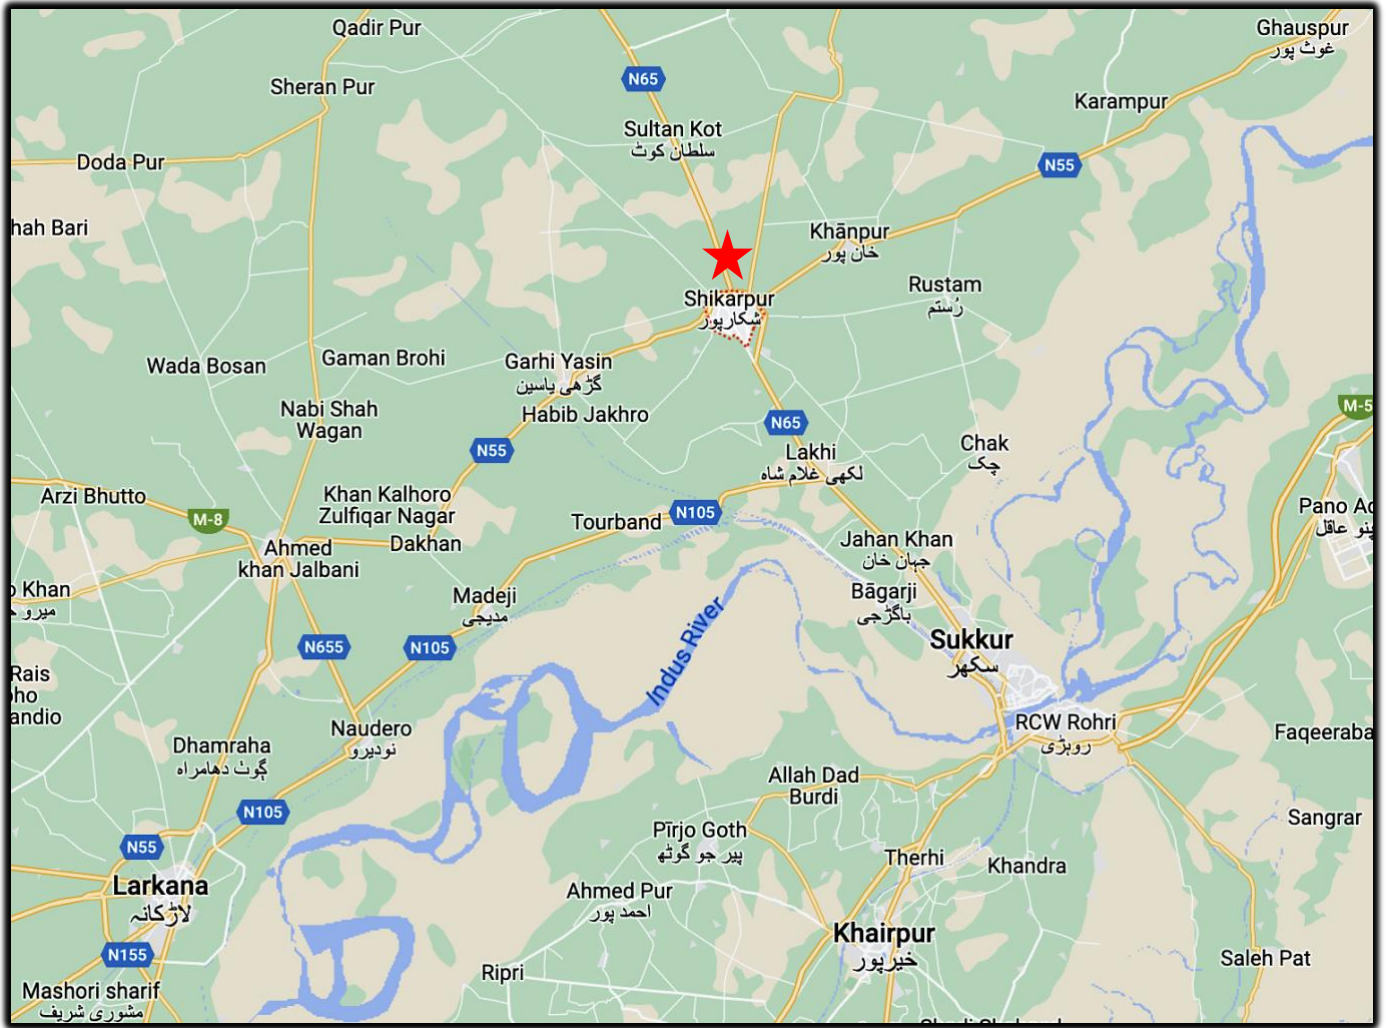 Qadir Pur
Ghauspur
غوث پور
Sheran Pur
N65
Karampur
Sultan Kot
سلطان کوٹ
Doda Pur
N55
hah Bari
Khānpur
خان پور
Rustam
رُستم
Shikarpur
شکارپور
Wada Bosan
Gaman Brohi
Garhi Yasin
گڑھی یاسین
Habib Jakhro
Nabi Shah
Wagan
N65
M-5
N55
Lakhi
لکھی غلام شاہ
Chak
چک
Arzi Bhutto
M-8
Khan Kalhoro
Zulfiqar Nagar
Tourband
N105
Pano
پنو عاقل
Dakhan
Ahmed
khan Jalbani
Jahan Khan
جہان خان
Khan
میرو
Madeji
مدیجی
Bāgarji
باگڑجی
N655
N105
Indus River
Sukkur
سکھر
Rais
ho
andio
Naudero
نوديرو
RCW Rohri
روہڑی
Faqeeraba
Dhamraha
ڳوٺ دھامراہ
Allah Dad
Burdi
N105
Sangrar
Pīrjo Goth
پیر جو گوٹھ
N55
Therhi
Khandra
Larkana
لاڑکانہ
Ahmed Pur
احمد پور
Khairpur
خیرپور
N155
Ripri
Saleh Pat
Mashori sharif
مشوری شریف